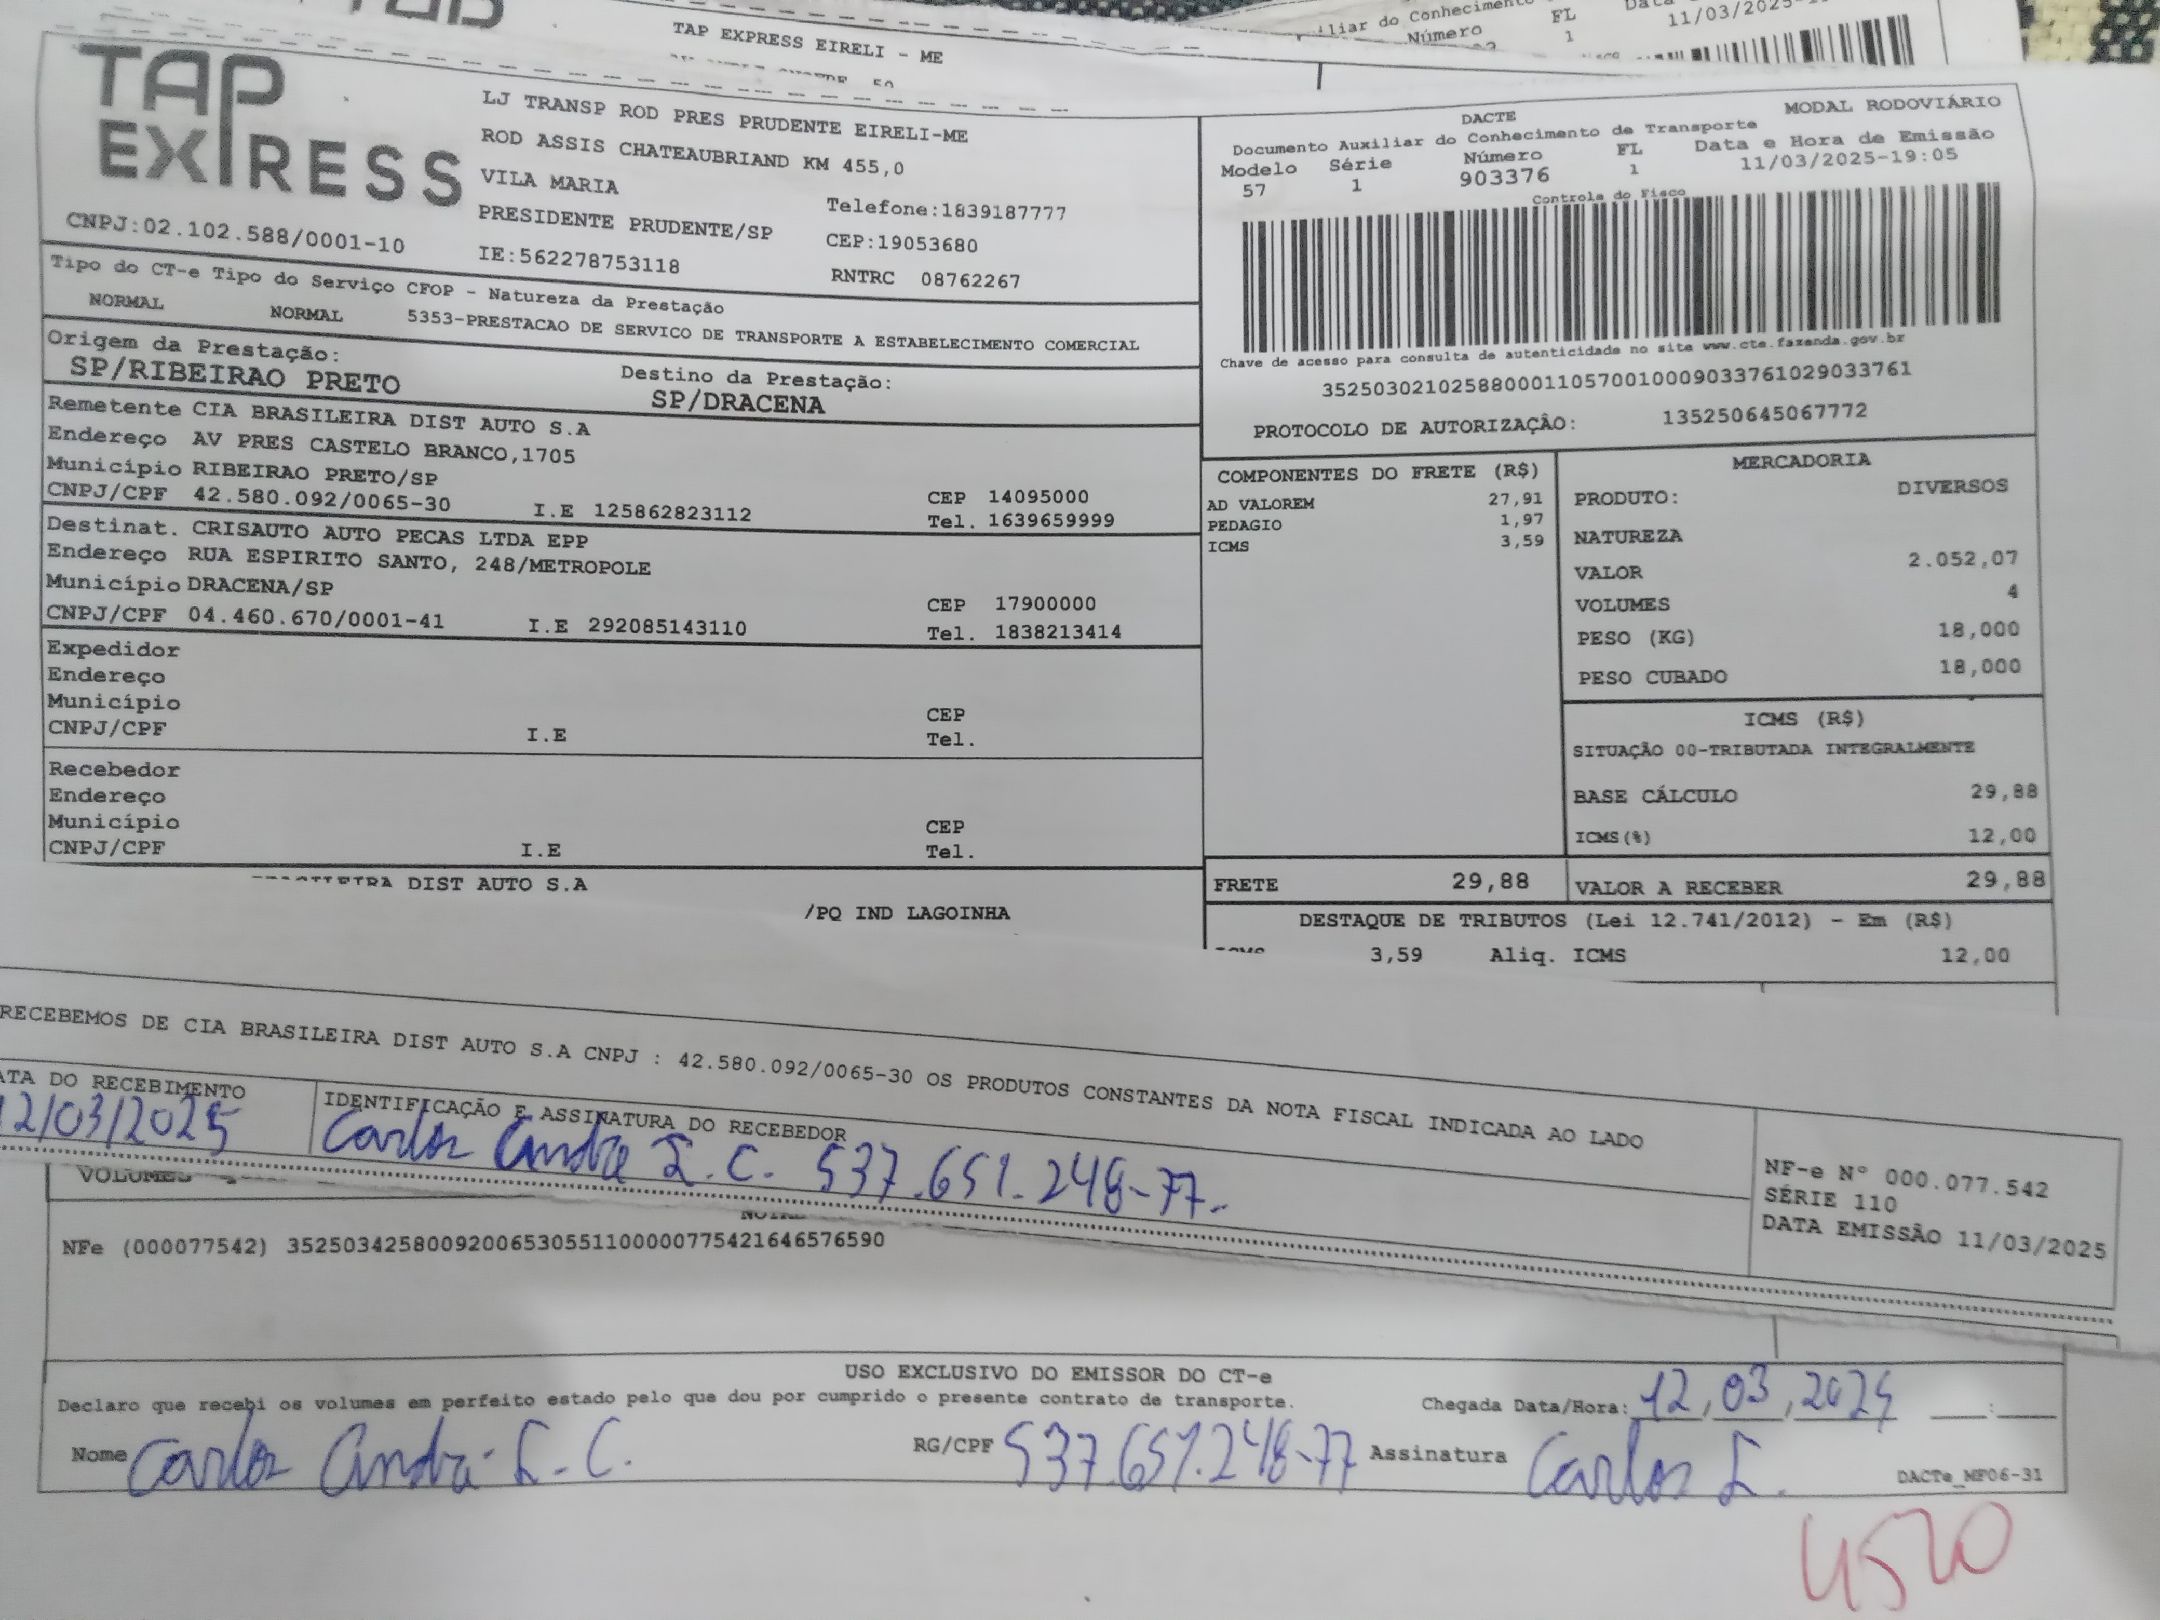 TAP EXPRESS EIRELI - ME
iliar do Conhecimento
Número
FL
1
11/03/2025-1
TAP
EXPRESS
CNPJ:02.102.588/0001-10
LJ TRANSP ROD PRES PRUDENTE EIRELI-ME
ROD ASSIS CHATEAUBRIAND KM 455,0
VILA MARIA
Telefone:1839187777
PRESIDENTE PRUDENTE/SP
CEP:19053680
IE:562278753118
RNTRC 08762267
DACTE
MODAL RODOVIÁRIO
Documento Auxiliar do Conhecimento de Transporte
Modelo Série Número FL Data e Hora de Emissão
57 1 903376 1 11/03/2025-19:05
Controle do Fisco
Chave de acesso para consulta de autenticidade no site www.cte.fazenda.gov.br
35250302102588000110570010009033761029033761
PROTOCOLO DE AUTORIZAÇÃO: 135250645067772
Tipo do CT-e Tipo do Serviço CFOP - Natureza da Prestação
NORMAL NORMAL 5353-PRESTACAO DE SERVICO DE TRANSPORTE A ESTABELECIMENTO COMERCIAL
Origem da Prestação:
SP/RIBEIRAO PRETO
Destino da Prestação:
SP/DRACENA
Remetente CIA BRASILEIRA DIST AUTO S.A
Endereço AV PRES CASTELO BRANCO,1705
Município RIBEIRAO PRETO/SP CEP 14095000
CNPJ/CPF 42.580.092/0065-30 I.E 125862823112 Tel. 1639659999
Destinat. CRISAUTO AUTO PECAS LTDA EPP
Endereço RUA ESPIRITO SANTO, 248/METROPOLE
Município DRACENA/SP CEP 17900000
CNPJ/CPF 04.460.670/0001-41 I.E 292085143110 Tel. 1838213414
Expedidor
Endereço
Município CEP
CNPJ/CPF I.E Tel.
Recebedor
Endereço
Município CEP
CNPJ/CPF I.E Tel.
DIST AUTO S.A
/PQ IND LAGOINHA
COMPONENTES DO FRETE (R$)
AD VALOREM 27,91
PEDAGIO 1,97
ICMS 3,59
MERCADORIA
PRODUTO: DIVERSOS
NATUREZA
VALOR 2.052,07
VOLUMES 4
PESO (KG) 18,000
PESO CUBADO 18,000
ICMS (R$)
SITUAÇÃO 00-TRIBUTADA INTEGRALMENTE
BASE CÁLCULO 29,88
ICMS(%) 12,00
FRETE 29,88 VALOR A RECEBER 29,88
DESTAQUE DE TRIBUTOS (Lei 12.741/2012) - Em (R$)
3,59 Aliq. ICMS 12,00
RECEBEMOS DE CIA BRASILEIRA DIST AUTO S.A CNPJ : 42.580.092/0065-30 OS PRODUTOS CONSTANTES DA NOTA FISCAL INDICADA AO LADO
ATA DO RECEBIMENTO
12/03/2025
IDENTIFICAÇÃO E ASSINATURA DO RECEBEDOR
Carlos Andre I. C. 537.651.248-77.
NF-e N° 000.077.542
SÉRIE 110
DATA EMISSÃO 11/03/2025
VOLUMES
NFe (000077542) 35250342580092006530551100000775421646576590
USO EXCLUSIVO DO EMISSOR DO CT-e
Declaro que recebi os volumes em perfeito estado pelo que dou por cumprido o presente contrato de transporte.
Chegada Data/Hora: 12,03,2025 :
Nome Carlos Andre I. C. RG/CPF 537.651.248-77 Assinatura Carlos I.
DACTe_MF06-31
4520